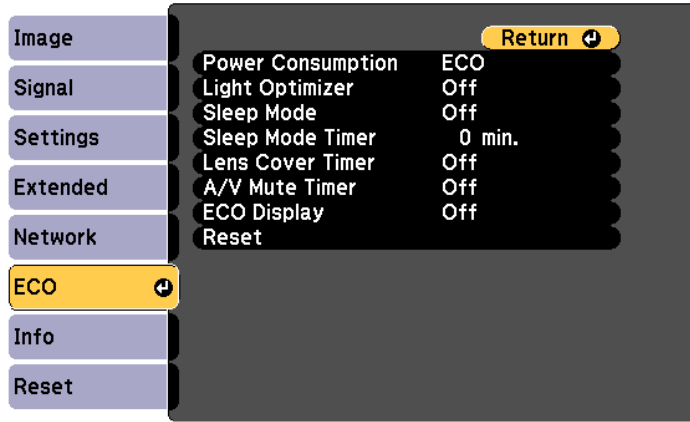 Image
Signal
Settings
Extended
Network
ECO
Info
Reset
Return
Power Consumption ECO
Light Optimizer Off
Sleep Mode Off
Sleep Mode Timer 0 min.
Lens Cover Timer Off
A/V Mute Timer Off
ECO Display Off
Reset